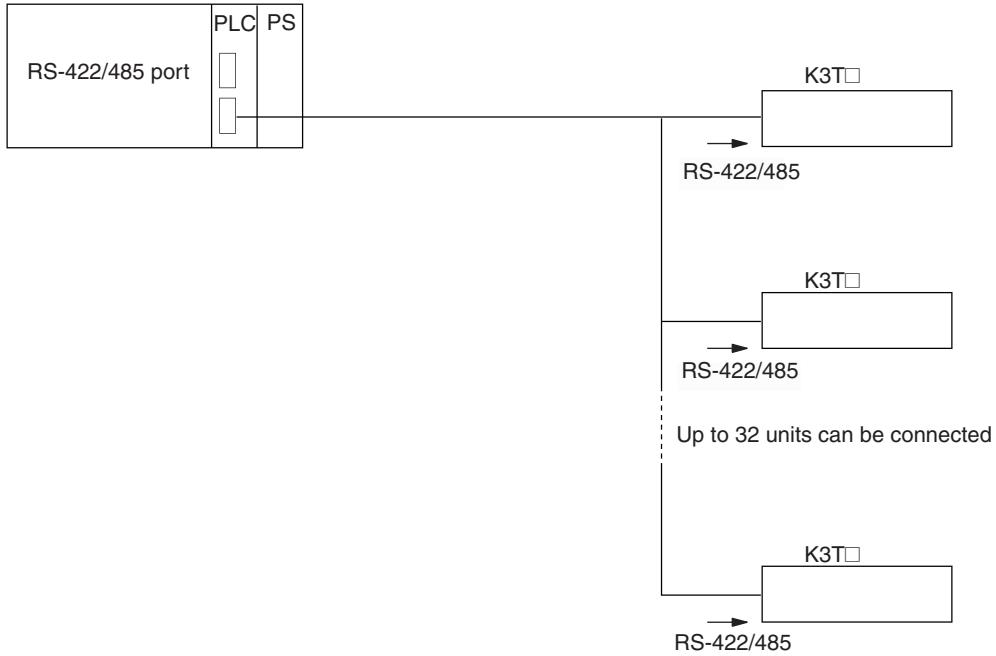 PLC PS
RS-422/485 port
K3T□
RS-422/485
K3T□
RS-422/485
Up to 32 units can be connected
K3T□
RS-422/485